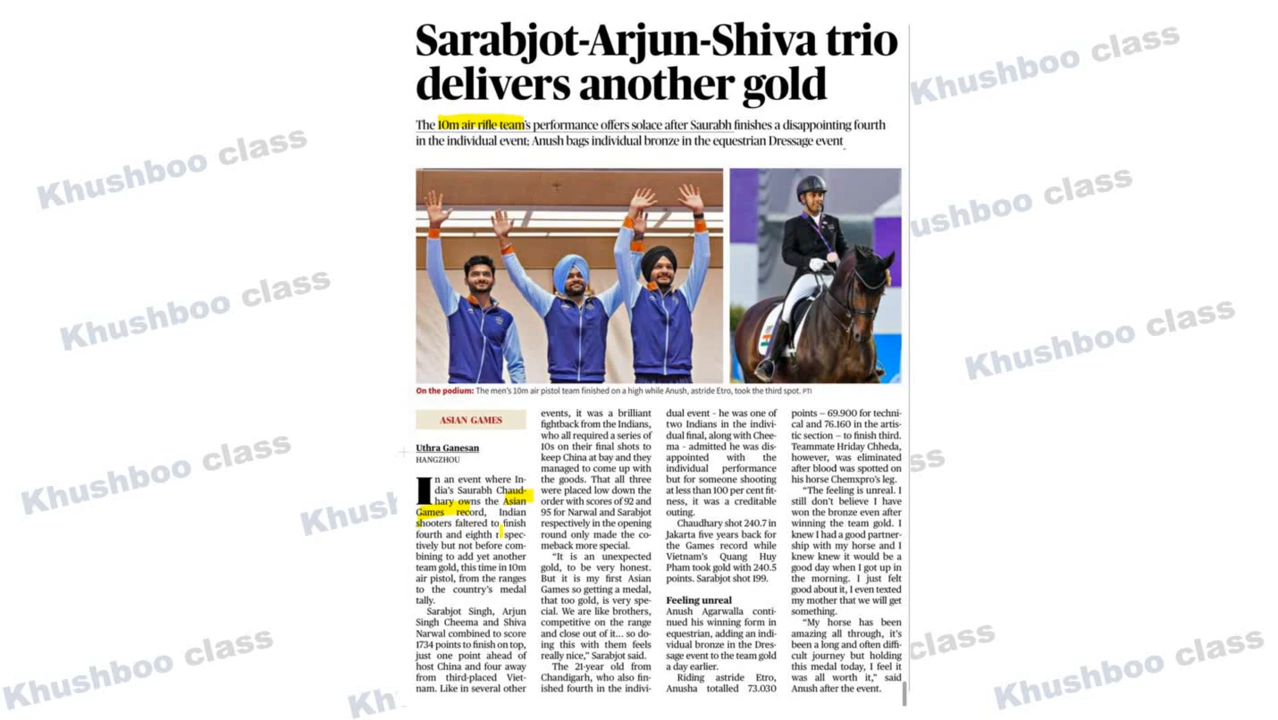 Sarabjot-Arjun-Shiva trio
delivers another gold
The 10m air rifle team's performance offers solace after Saurabh finishes a disappointing fourth
in the individual event; Anush bags individual bronze in the equestrian Dressage event
On the podium: The men's 10m air pistol team finished on a high while Anush, astride Etro, took the third spot. PTI
ASIAN GAMES
Uthra Ganesan
HANGZHOU
In an event where In-
dia's Saurabh Chaud-
hary owns the Asian
Games record, Indian
shooters faltered to finish
fourth and eighth r spec-
tively but not before com-
bining to add yet another
team gold, this time in 10m
air pistol, from the ranges
to the country's medal
tally.
Sarabjot Singh, Arjun
Singh Cheema and Shiva
Narwal combined to score
1734 points to finish on top,
just one point ahead of
host China and four away
from third-placed Viet-
nam. Like in several other
events, it was a brilliant
fightback from the Indians,
who all required a series of
10s on their final shots to
keep China at bay and they
managed to come up with
the goods. That all three
were placed low down the
order with scores of 92 and
95 for Narwal and Sarabjot
respectively in the opening
round only made the co-
meback more special.
"It is an unexpected
gold, to be very honest.
But it is my first Asian
Games so getting a medal,
that too gold, is very spe-
cial. We are like brothers,
competitive on the range
and close out of it... so do-
ing this with them feels
really nice," Sarabjot said.
The 21-year old from
Chandigarh, who also fin-
ished fourth in the indivi-
dual event - he was one of
two Indians in the indivi-
dual final, along with Chee-
ma - admitted he was dis-
appointed with the
individual performance
but for someone shooting
at less than 100 per cent fit-
ness, it was a creditable
outing.
Chaudhary shot 240.7 in
Jakarta five years back for
the Games record while
Vietnam's Quang Huy
Pham took gold with 240.5
points. Sarabjot shot 199.
Feeling unreal
Anush Agarwalla conti-
nued his winning form in
equestrian, adding an indi-
vidual bronze in the Dres-
sage event to the team gold
a day earlier.
Riding astride Etro,
Anusha totalled 73.030
points — 69.900 for techni-
cal and 76.160 in the artis-
tic section — to finish third.
Teammate Hriday Chheda,
however, was eliminated
after blood was spotted on
his horse Chemxpro's leg.
"The feeling is unreal. I
still don't believe I have
won the bronze even after
winning the team gold. I
knew I had a good partner-
ship with my horse and I
knew knew it would be a
good day when I got up in
the morning. I just felt
good about it, I even texted
my mother that we will get
something.
"My horse has been
amazing all through, it's
been a long and often diffi-
cult journey but holding
this medal today, I feel it
was all worth it," said
Anush after the event.
Khushboo class
Khushboo class
Khushboo class
Khushboo class
Khushb
Kh
Khushboo class
ushboo class
Khushboo class
ss
class
Khushboo class